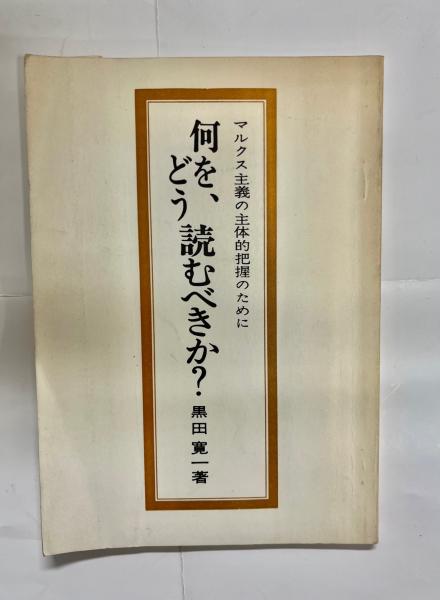 マルクス主義の主体的把握のために
何を、
どう
読むべきか?
黒田寛一著